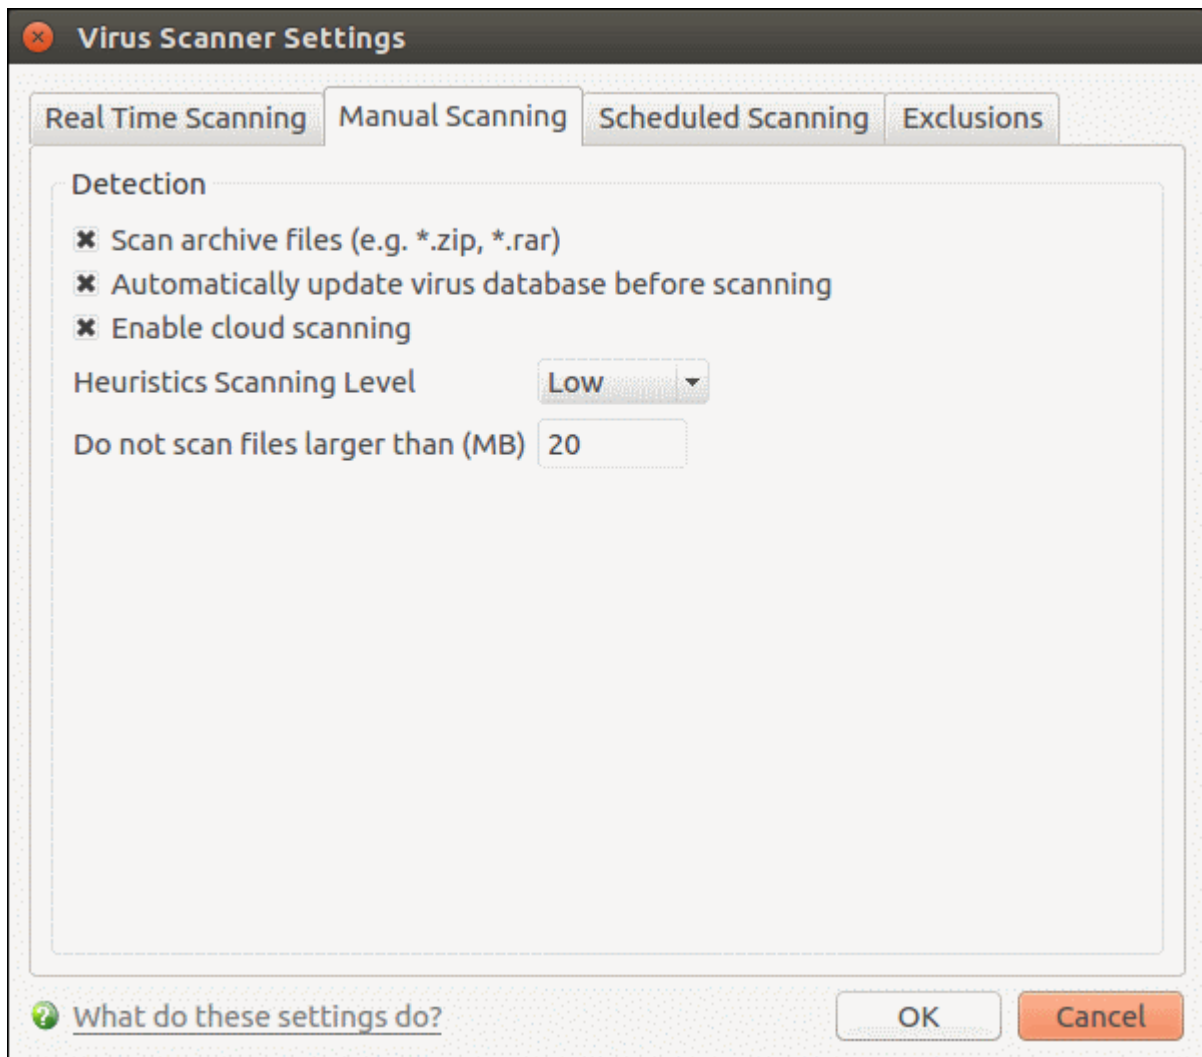 Virus Scanner Settings
Real Time Scanning Manual Scanning Scheduled Scanning Exclusions
Detection
Scan archive files (e.g. *.zip, *.rar)
Automatically update virus database before scanning
Enable cloud scanning
Heuristics Scanning Level Low
Do not scan files larger than (MB) 20
What do these settings do? OK Cancel